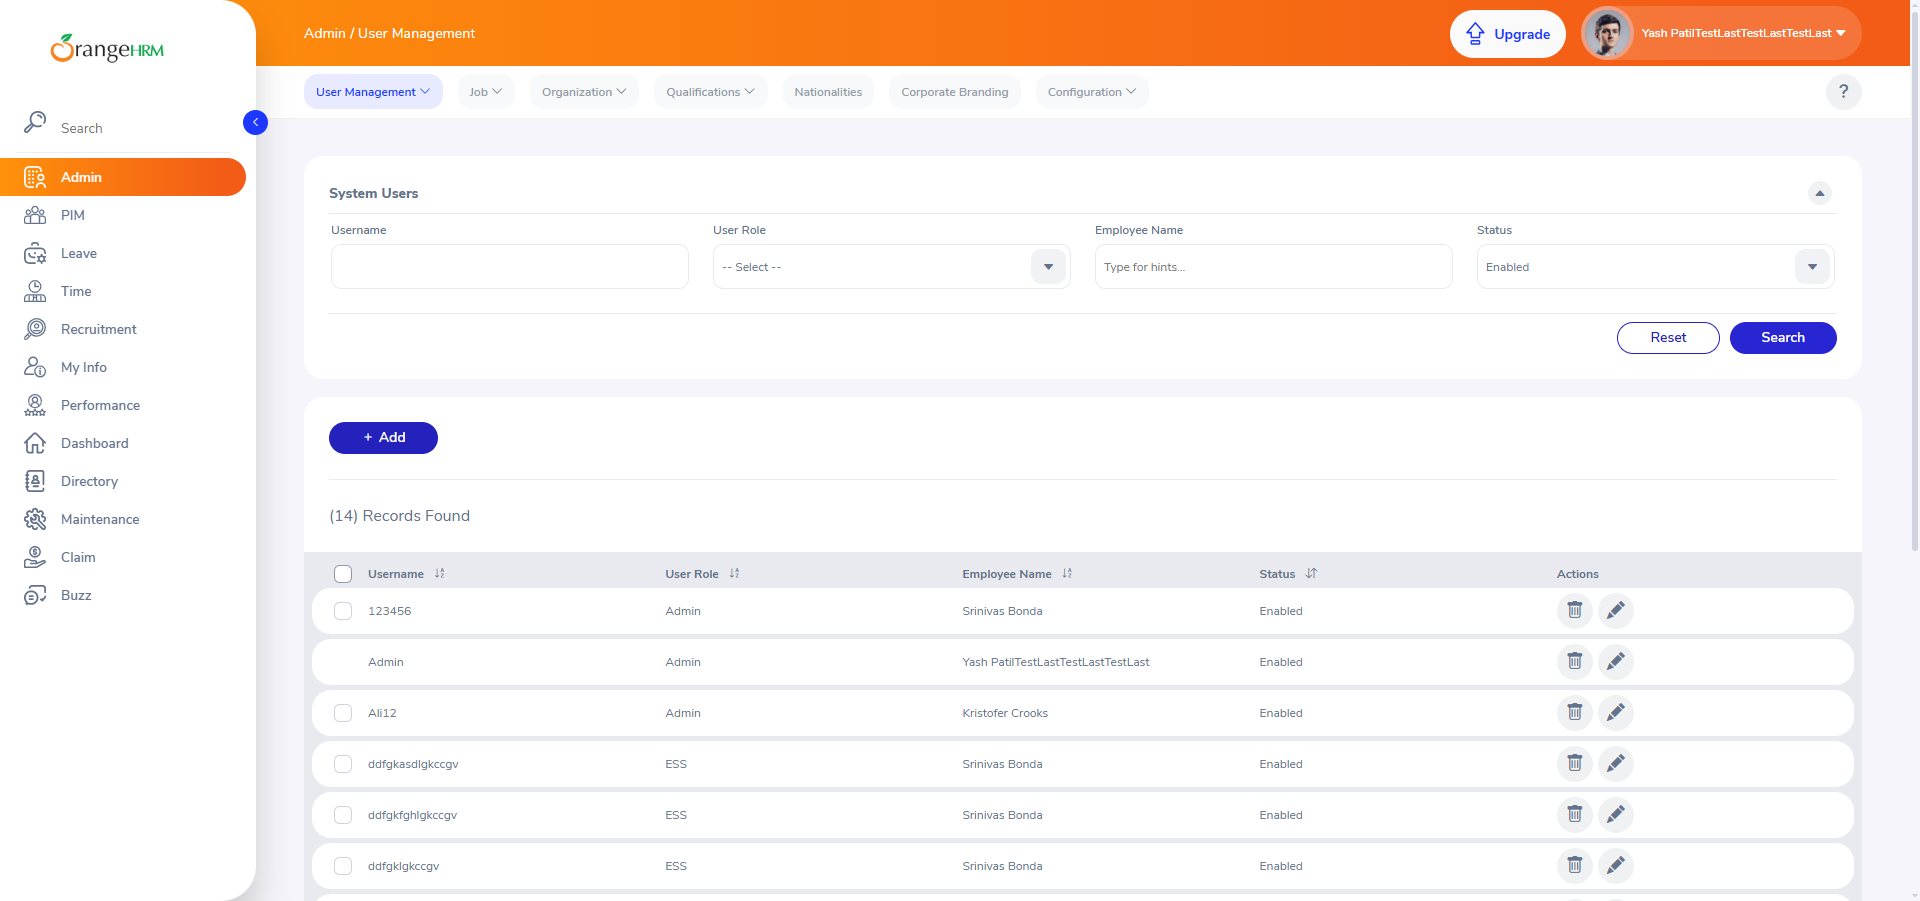 OrangeHRM
Admin / User Management
Upgrade
Yash PatilTestLastTestLastTestLast
User Management
Job
Organization
Qualifications
Nationalities
Corporate Branding
Configuration
?
Search
Admin
PIM
Leave
Time
Recruitment
My Info
Performance
Dashboard
Directory
Maintenance
Claim
Buzz
System Users
Username User Role Employee Name Status
-- Select -- Type for hints... Enabled
Reset Search
+ Add
(14) Records Found
Username User Role Employee Name Status Actions
123456 Admin Srinivas Bonda Enabled
Admin Admin Yash PatilTestLastTestLastTestLast Enabled
Ali12 Admin Kristofer Crooks Enabled
ddfgkasdlgkccgv ESS Srinivas Bonda Enabled
ddfgkfghlgkccgv ESS Srinivas Bonda Enabled
ddfgklgkccgv ESS Srinivas Bonda Enabled